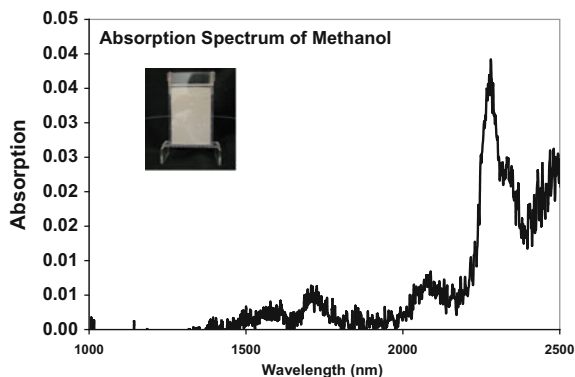 Absorption Spectrum of Methanol
Absorption
0.05
0.04
0.04
0.03
0.03
0.02
0.02
0.01
0.01
0.00
1000 1500 2000 2500
Wavelength (nm)